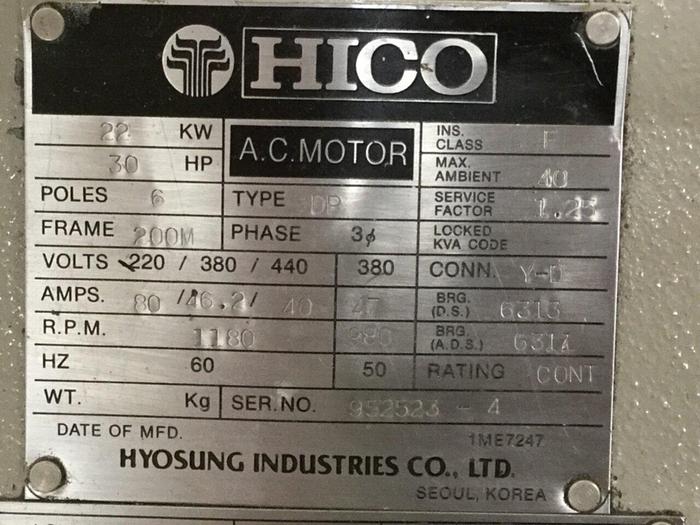 HICO
22 KW
30 HP
A.C.MOTOR
INS. CLASS F
MAX. AMBIENT 40
POLES 6
TYPE DP
SERVICE FACTOR 1.25
FRAME 200M
PHASE 3ϕ
LOCKED KVA CODE
VOLTS 220 / 380 / 440 380
CONN. Y-D
AMPS. 80 /46.2/ 40 47
BRG. (D.S.) 6313
R.P.M. 1180 980
BRG. (A.D.S.)
HZ 60 50
RATING CONT
WT. Kg
SER.NO. 952523 - 4
DATE OF MFD.
1ME7247
HYOSUNG INDUSTRIES CO., LTD.
SEOUL, KOREA